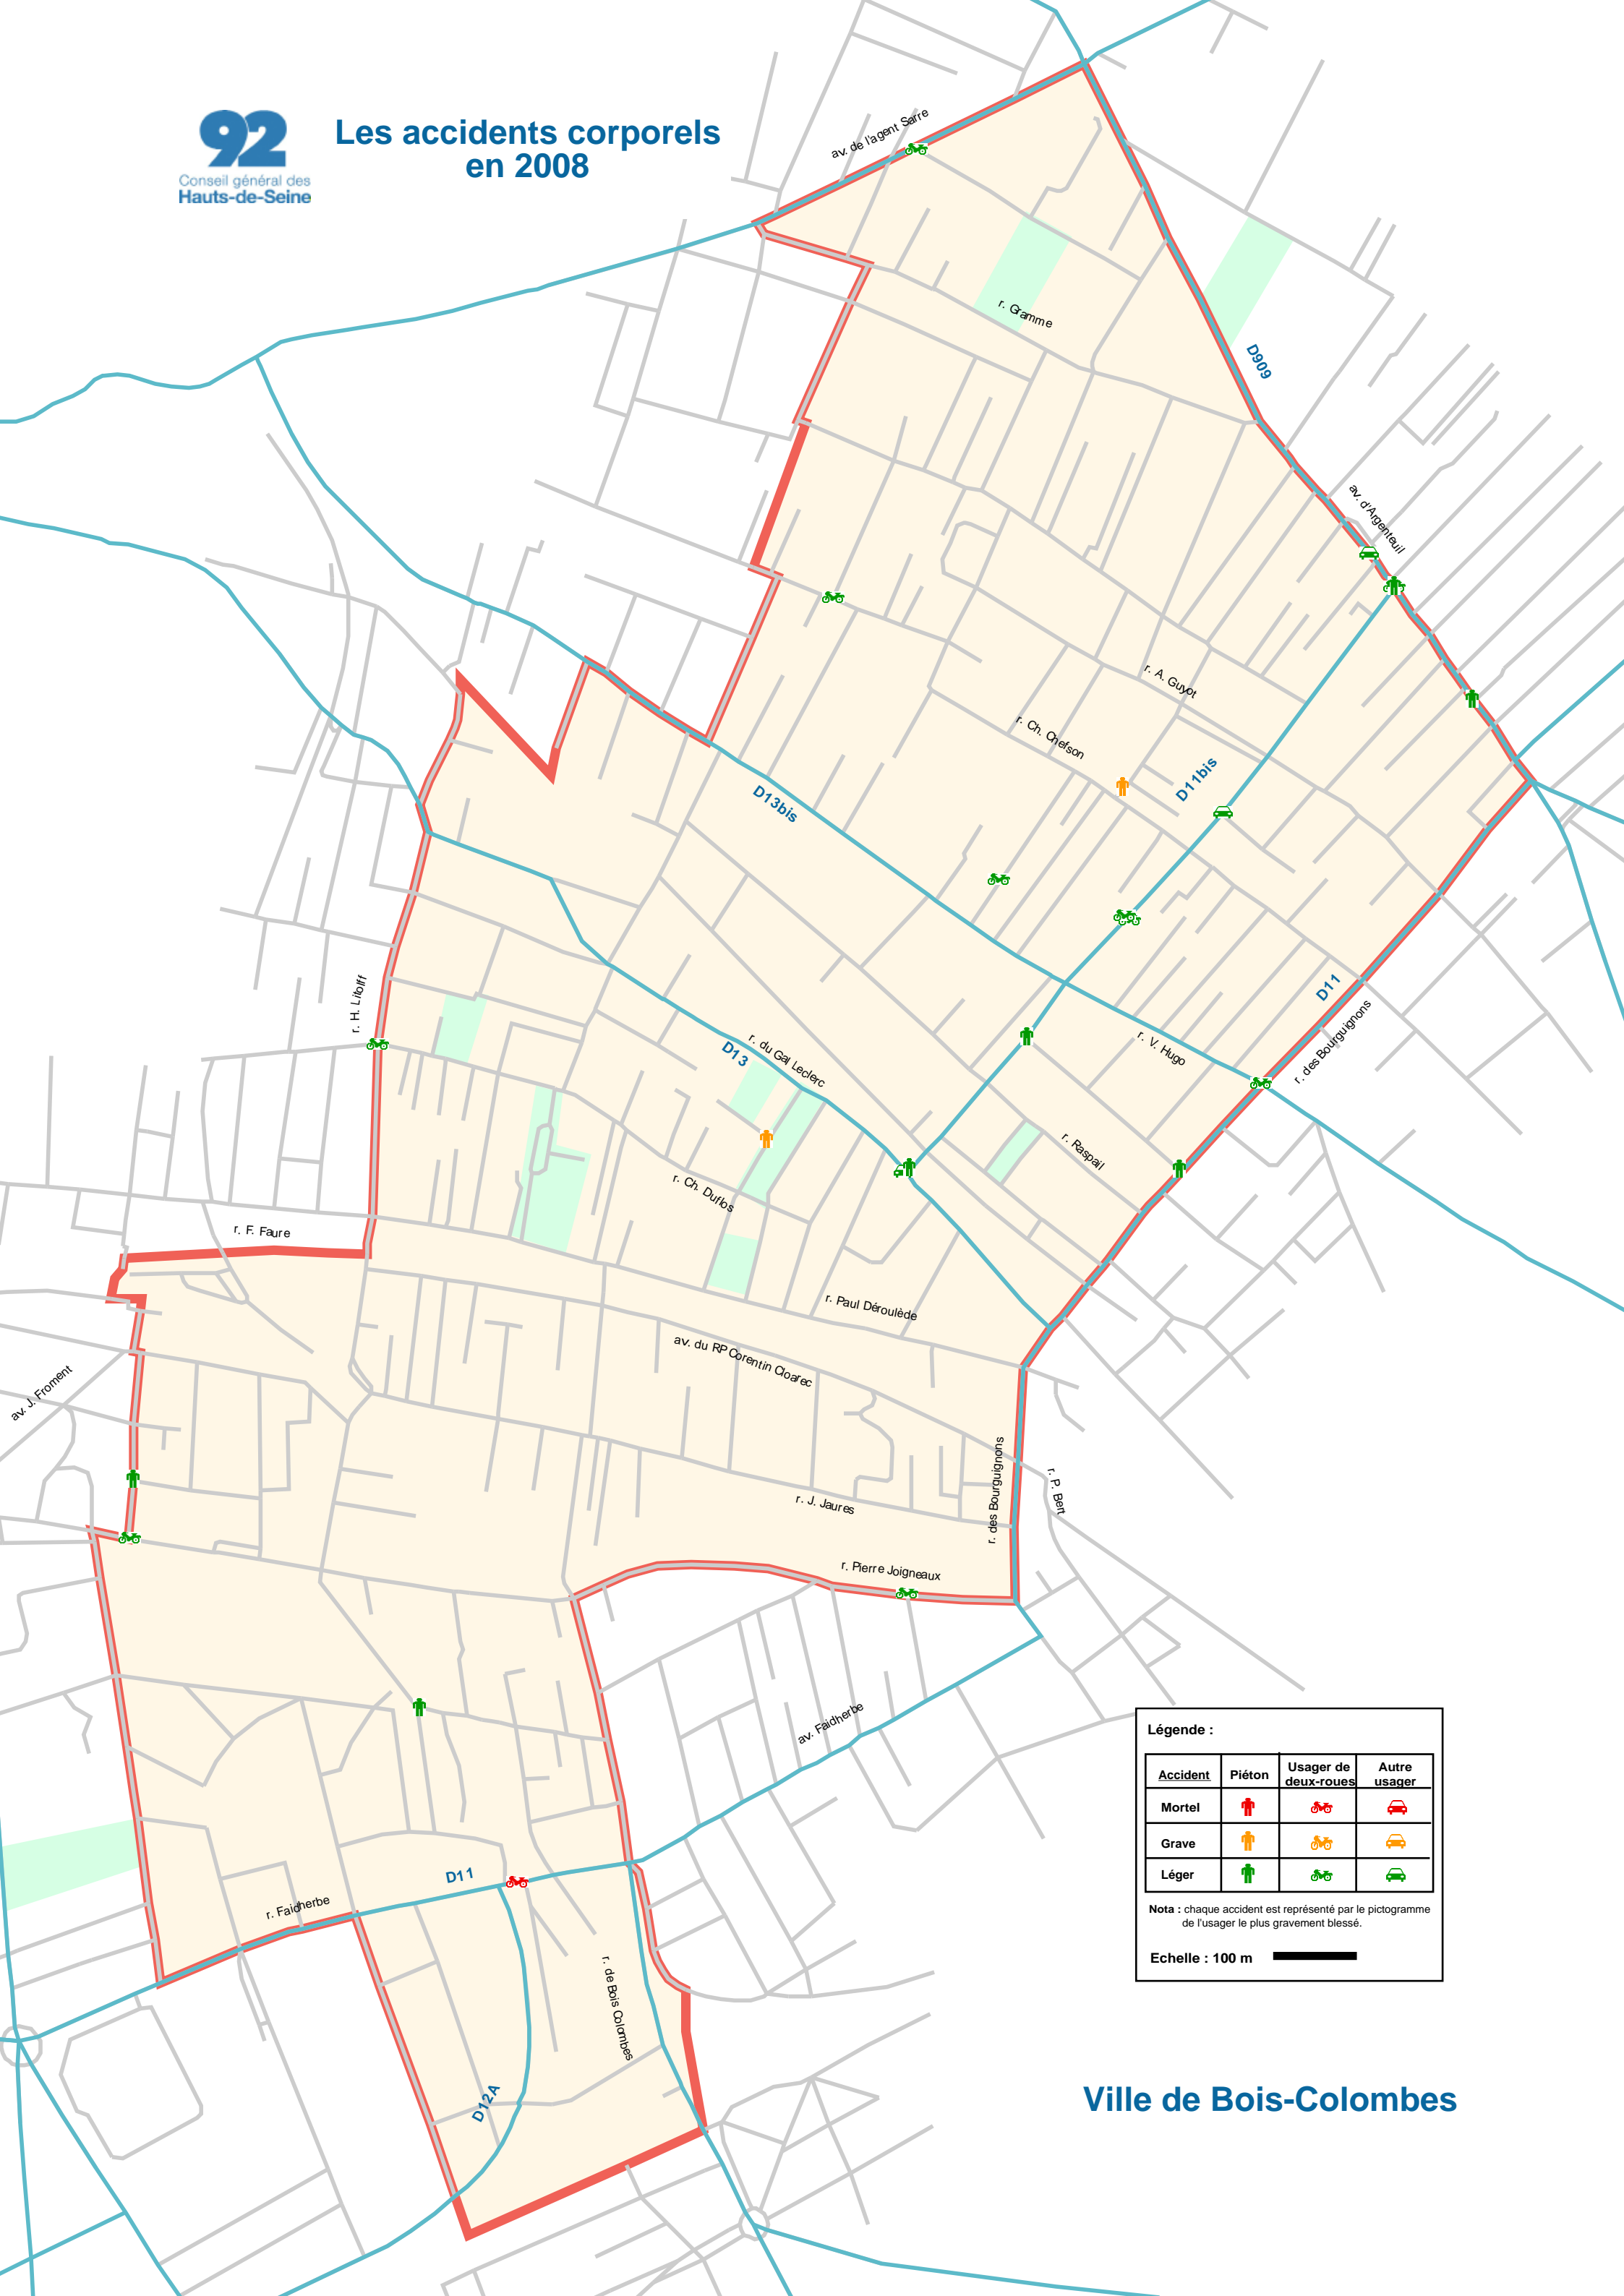 92
Conseil général des
Hauts-de-Seine
Les accidents corporels
en 2008
av. de l'agent Sarre
r. Gramme
D909
av. d'Argenteuil
r. A. Guyot
r. Ch. Chefson
D11bis
D13bis
r. H. Litolff
D11
r. des Bourguignons
r. V. Hugo
D13
r. du Gal Leclerc
r. Raspail
r. Ch. Duflos
r. F. Faure
r. Paul Déroulède
av. du RP Corentin Cloarec
av. J. Froment
r. des Bourguignons
r. P. Bert
r. J. Jaures
r. Pierre Joigneaux
av. Faidherbe
D11
r. Faidherbe
r. de Bois Colombes
D12A
Légende :
Accident Piéton Usager de deux-roues Autre usager
Mortel
Grave
Léger
Nota : chaque accident est représenté par le pictogramme
de l'usager le plus gravement blessé.
Echelle : 100 m
Ville de Bois-Colombes